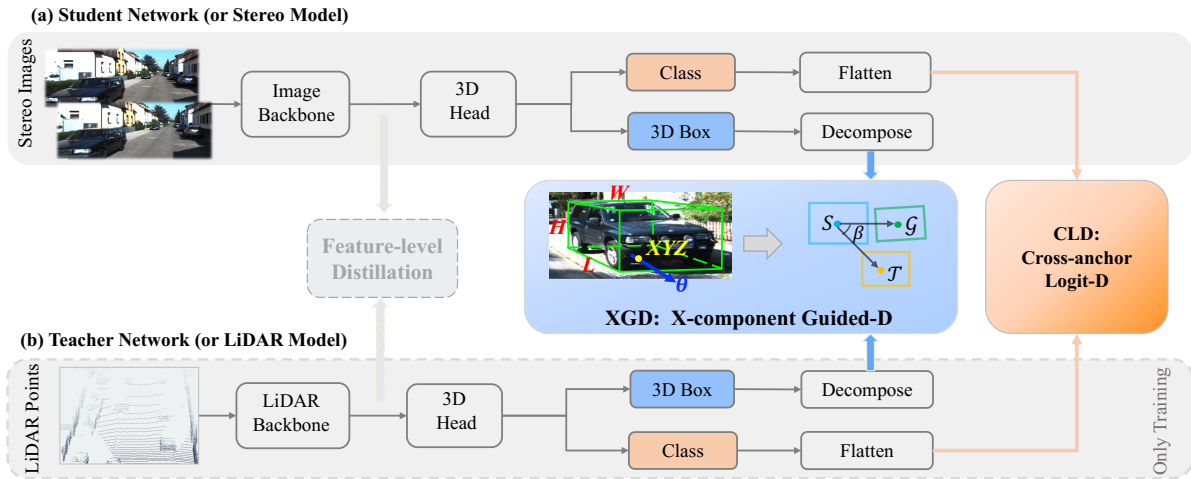 (a) Student Network (or Stereo Model)
Stereo Images
Image
Backbone
3D
Head
Class
Flatten
3D Box
Decompose
Feature-level
Distillation
W
H
L
XYZ
θ
S
β
G
T
XGD: X-component Guided-D
CLD:
Cross-anchor
Logit-D
(b) Teacher Network (or LiDAR Model)
LiDAR Points
LiDAR
Backbone
3D
Head
3D Box
Decompose
Class
Flatten
Only Training